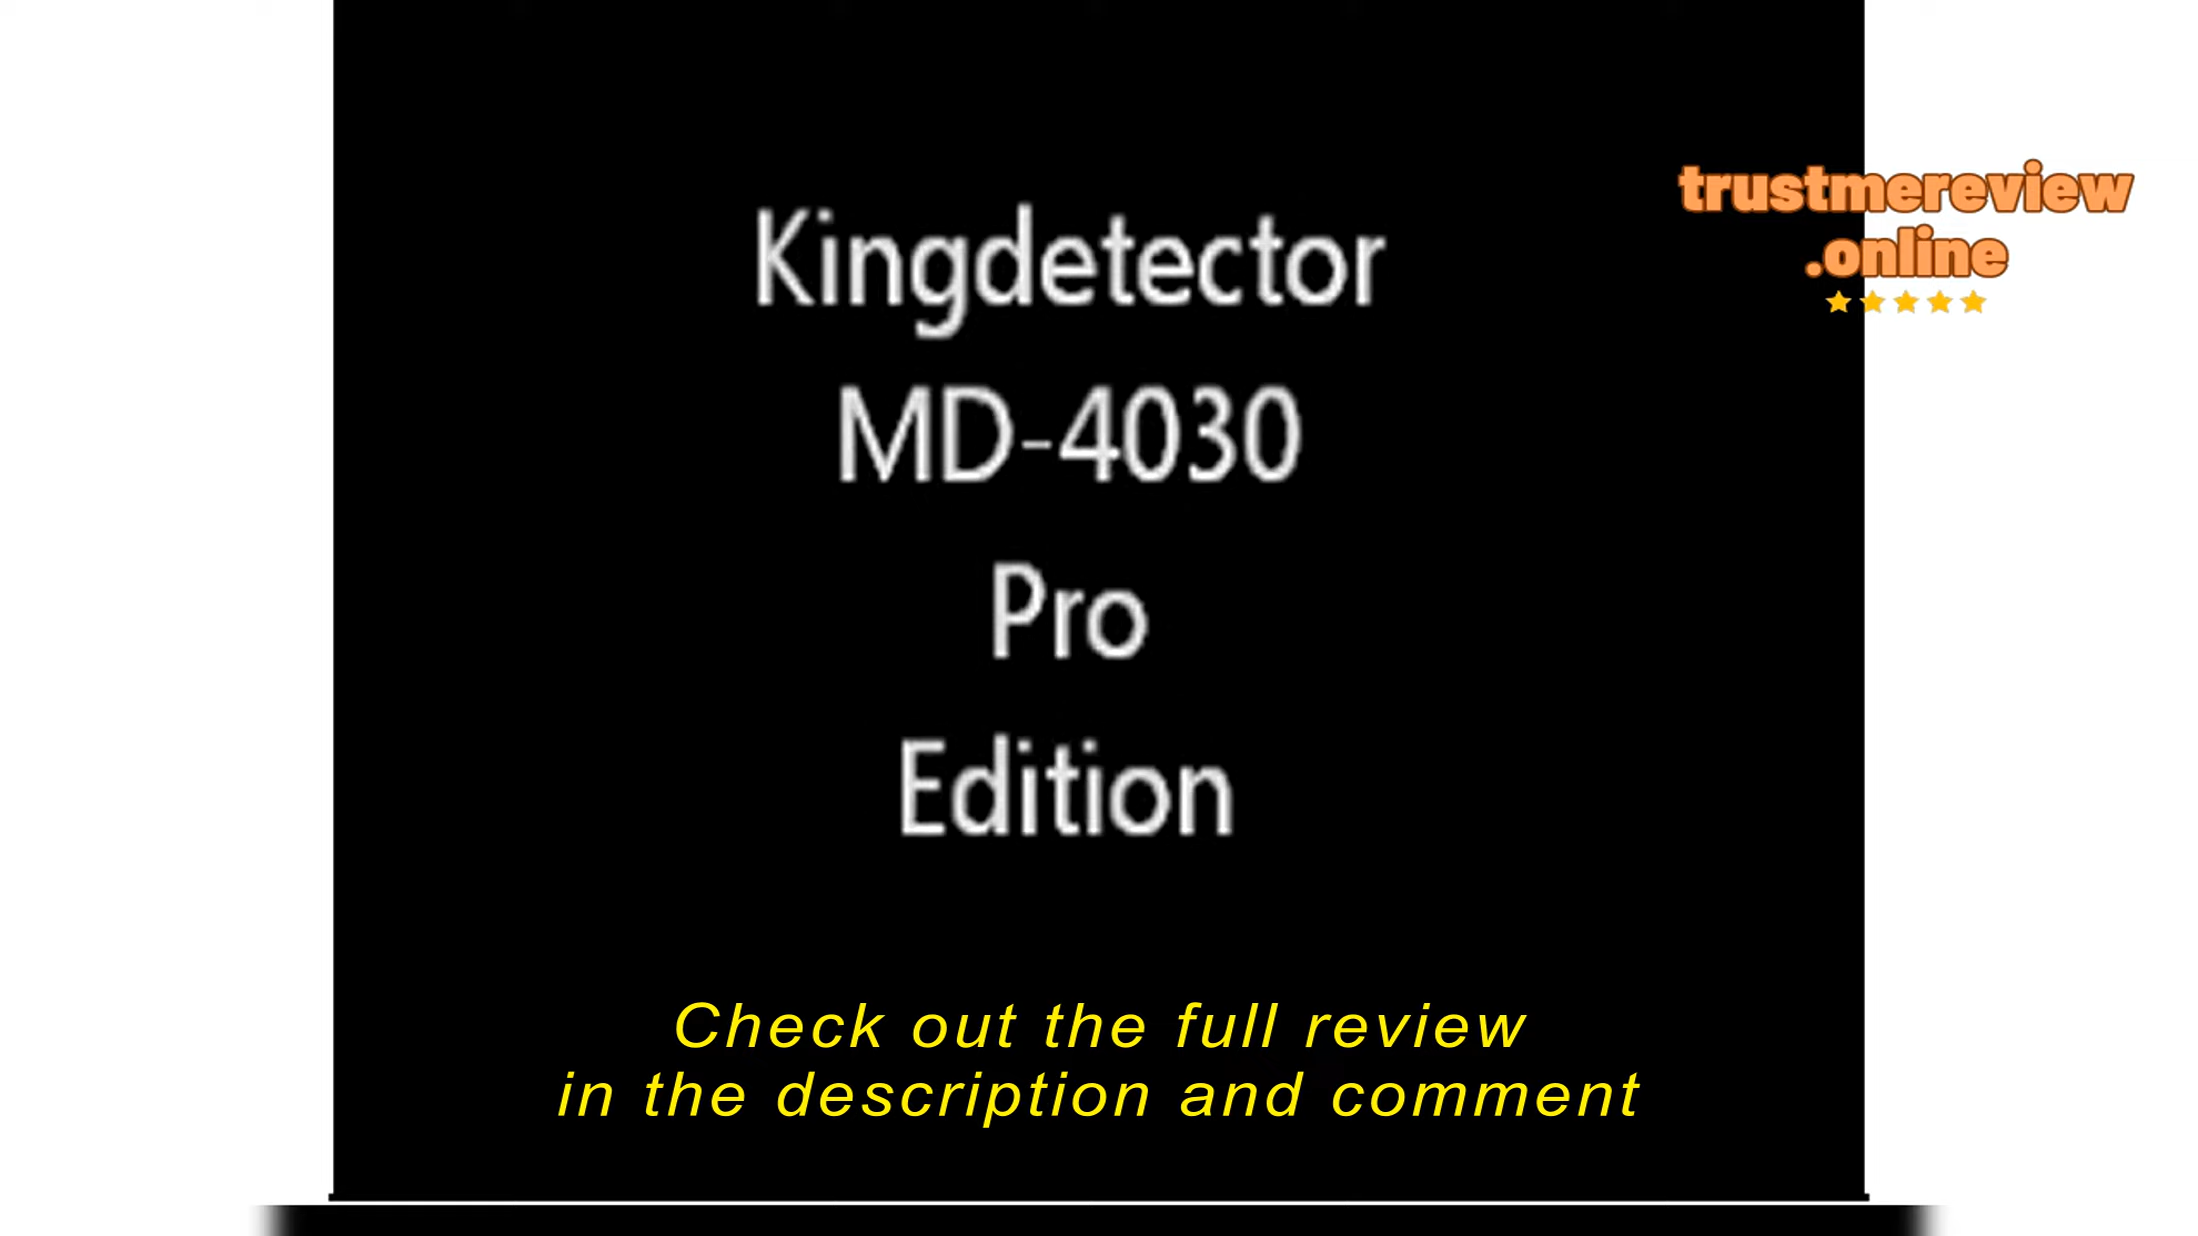 Kingdetector
MD-4030
Pro
Edition
trustmereview
.online
Check out the full review
in the description and comment